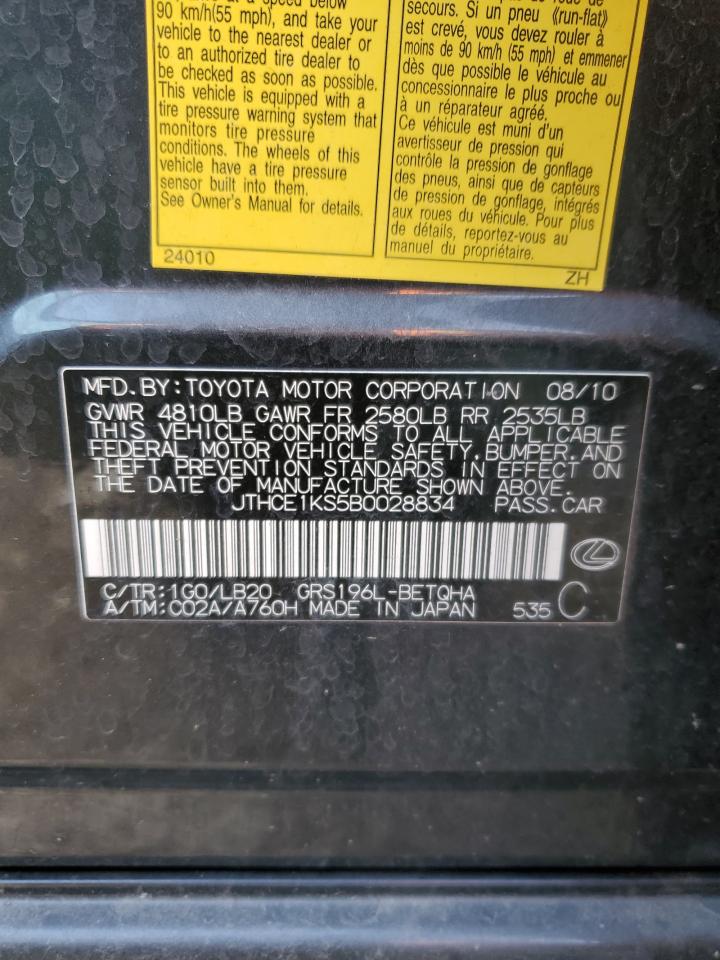 90 km/h(55 mph), and take your
vehicle to the nearest dealer or
to an authorized tire dealer to
be checked as soon as possible.
This vehicle is equipped with a
tire pressure warning system that
monitors tire pressure
conditions. The wheels of this
vehicle have a tire pressure
sensor built into them.
See Owner's Manual for details.
24010
secours. Si un pneu «run-flat»
est crevé, vous devez rouler à
moins de 90 km/h (55 mph) et emmener
dès que possible le véhicule au
concessionnaire le plus proche ou
à un réparateur agréé.
Ce véhicule est muni d'un
avertisseur de pression qui
contrôle la pression de gonflage
des pneus, ainsi que de capteurs
de pression de gonflage, intégrés
aux roues du véhicule. Pour plus
de détails, reportez-vous au
manuel du propriétaire.
ZH
MFD.BY:TOYOTA MOTOR CORPORATION 08/10
GVWR 4810LB GAWR FR 2580LB RR 2535LB
THIS VEHICLE CONFORMS TO ALL APPLICABLE
FEDERAL MOTOR VEHICLE SAFETY.BUMPER.AND
THEFT PREVENTION STANDARDS IN EFFECT ON
THE DATE OF MANUFACTURE SHOWN ABOVE.
JTHCE1KS5B0028834 PASS.CAR
C/TR:1G0/LB20 GRS196L-BETQHA
A/TM:C02A/A760H MADE IN JAPAN 535 C